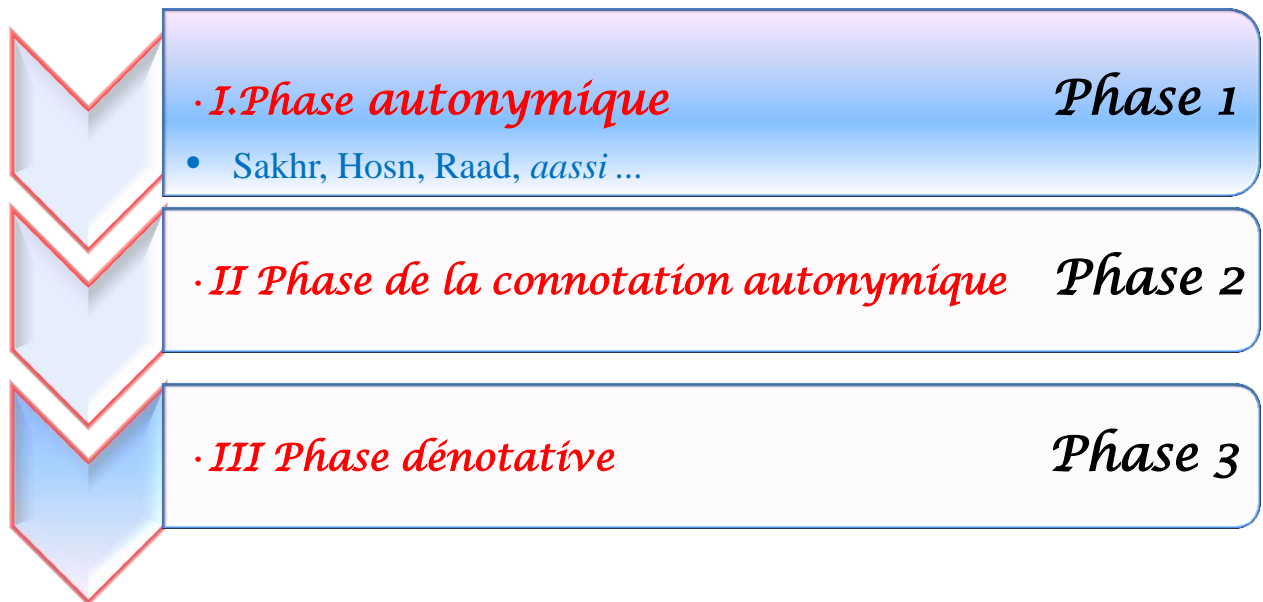 · I.Phase autonymique Phase 1
• Sakhr, Hosn, Raad, aassi ...
· II Phase de la connotation autonymique Phase 2
· III Phase dénotative Phase 3